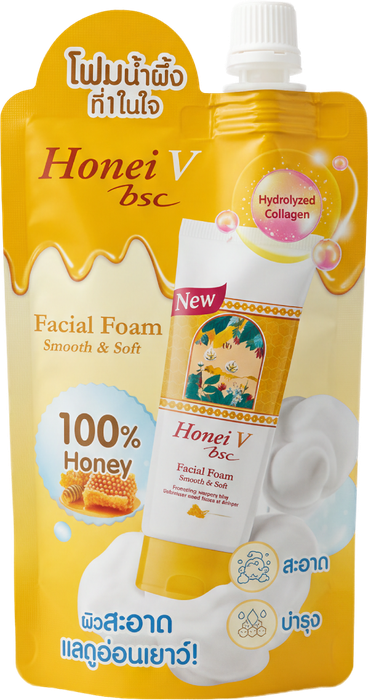 โฟมน้ำผึ้ง
ที่1ในใจ
Honei V
bsc
Hydrolyzed
Collagen
Facial Foam
Smooth & Soft
New
100%
Honey
Honei V
bsc
Facial Foam
Smooth & Soft
สะอาด
บำรุง
ผิวสะอาด
แลดูอ่อนเยาว์!